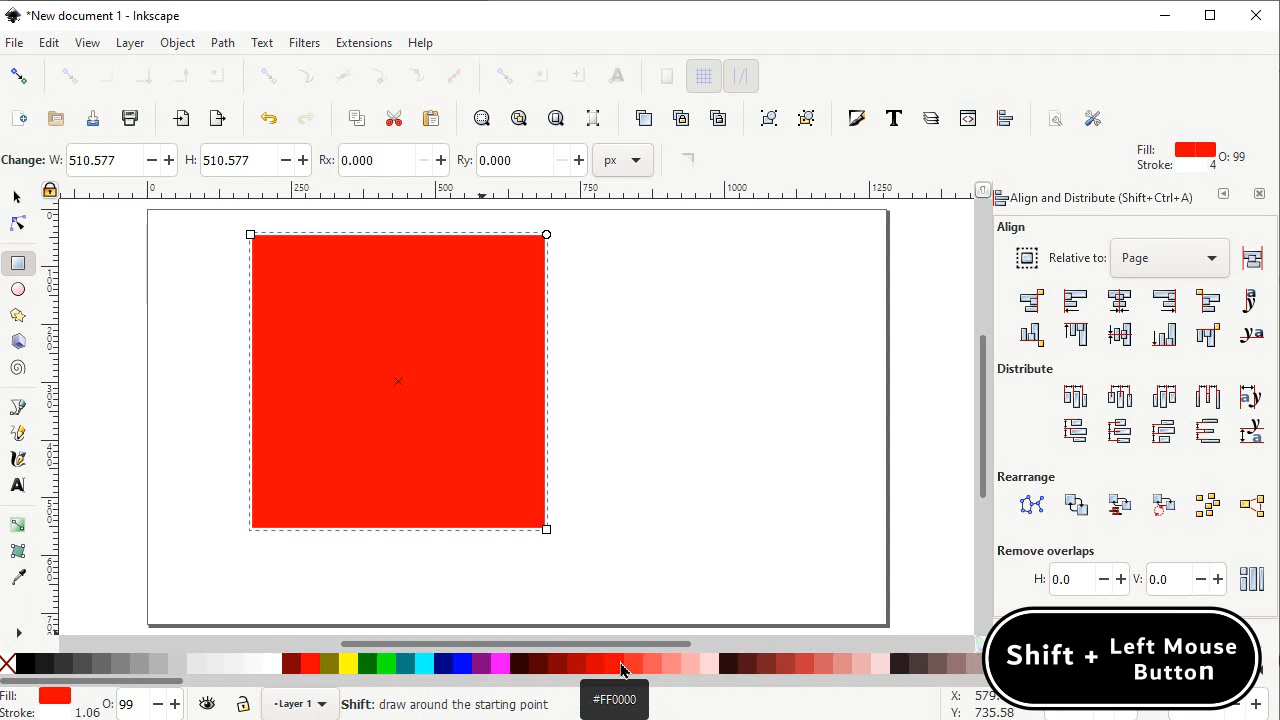 *New document 1 - Inkscape
File Edit View Layer Object Path Text Filters Extensions Help
Change: W: 510.577 H: 510.577 Rx: 0.000 Ry: 0.000 px
Fill:
Stroke: 4
O: 99
0 250 500 750 1000 1250
Align and Distribute (Shift+Ctrl+A)
Align
Relative to: Page
Distribute
Rearrange
Remove overlaps
H: 0.0 V: 0.0
Shift + Left Mouse
Button
#FF0000
Fill:
Stroke: 1.06
O: 99
Layer 1
Shift: draw around the starting point
X: 579.
Y: 735.58